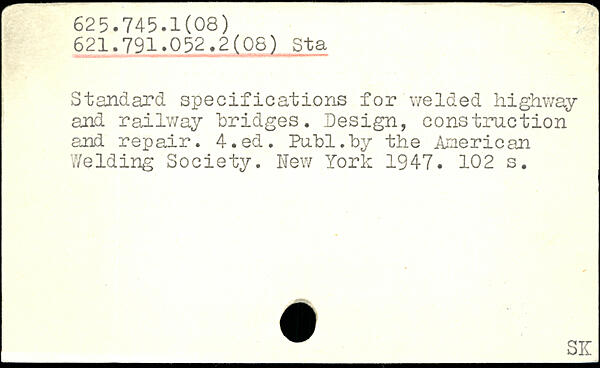 625.745.1(08)
621.791.052.2(08) Sta
Standard specifications for welded highway
and railway bridges. Design, construction
and repair. 4.ed. Publ.by the American
Welding Society. New York 1947. 102 s.
SK